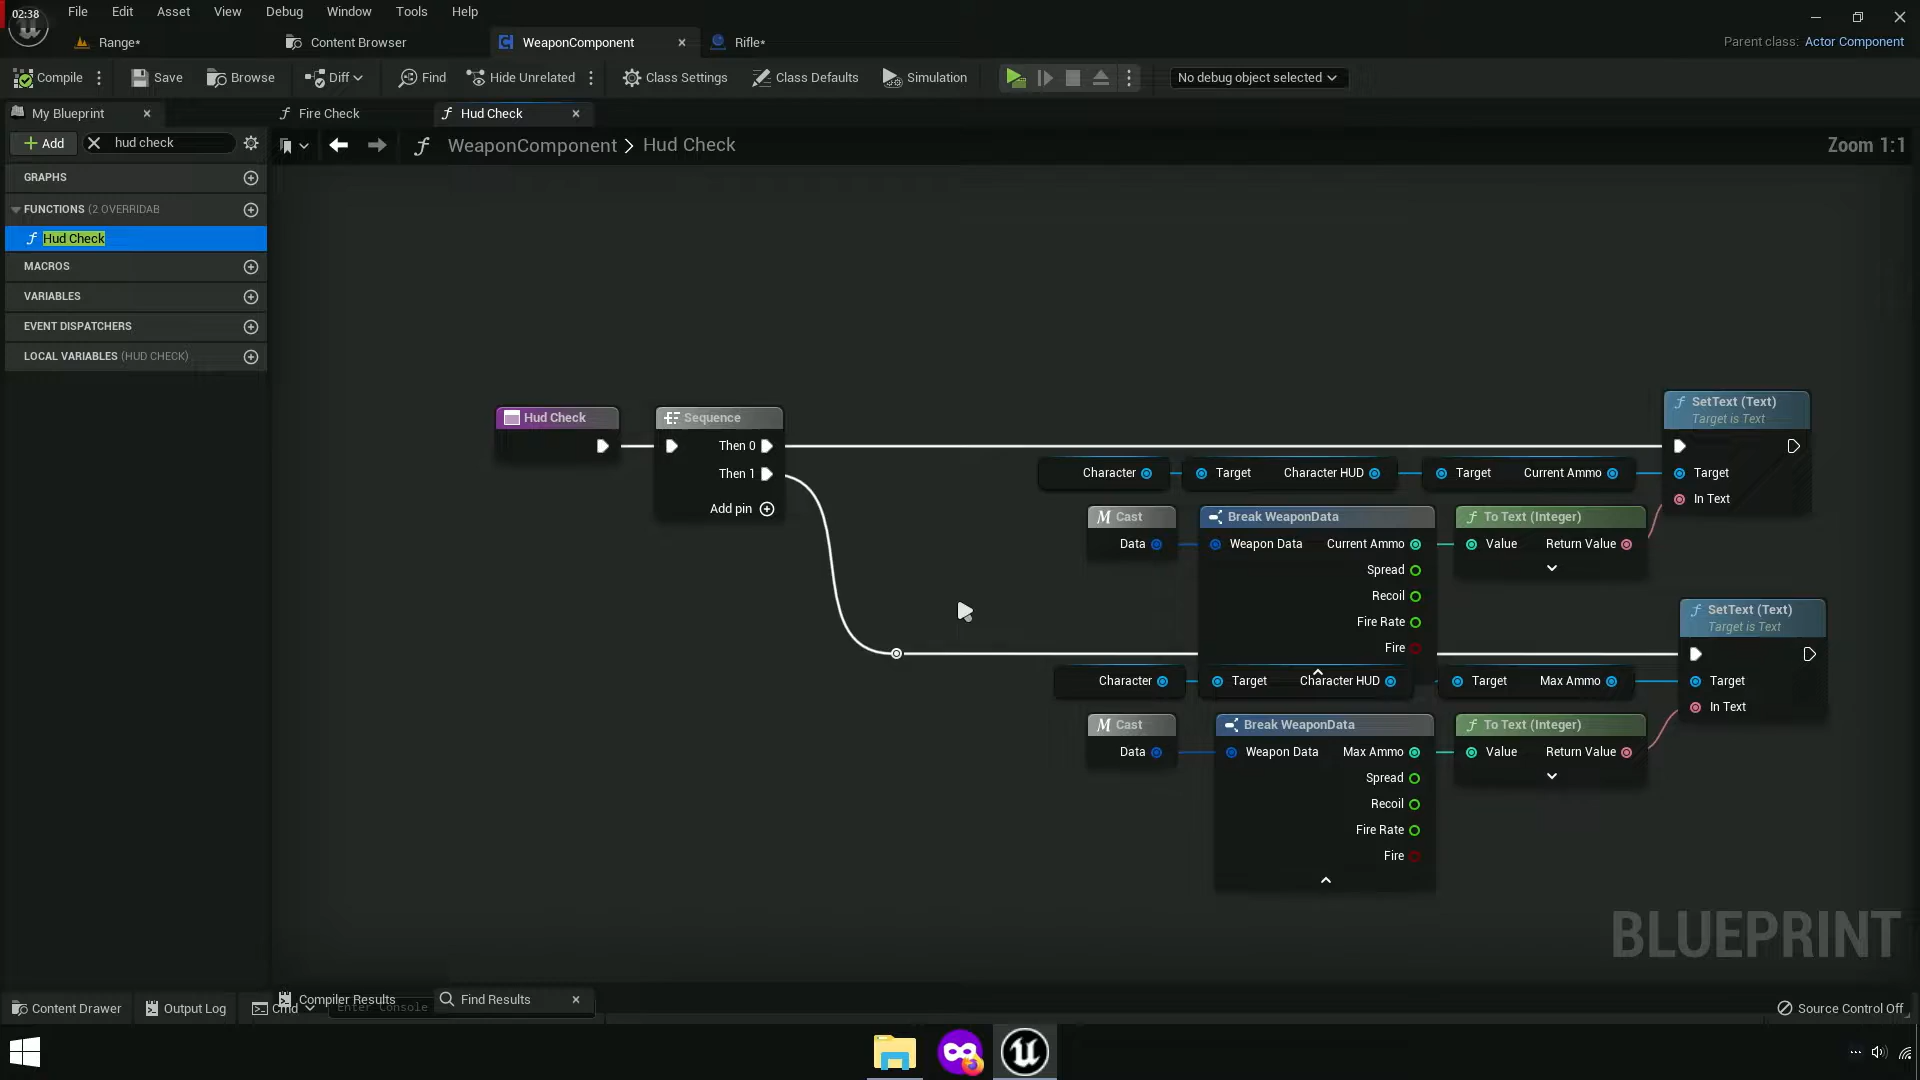 02:38
File Edit Asset View Debug Window Tools Help
Range* Content Browser WeaponComponent Rifle*
Parent class: Actor Component
Compile Save Browse Diff Find Hide Unrelated Class Settings Class Defaults Simulation No debug object selected
My Blueprint Fire Check Hud Check
Add hud check
WeaponComponent > Hud Check Zoom 1:1
GRAPHS
FUNCTIONS (2 OVERRIDAB
Hud Check
MACROS
VARIABLES
EVENT DISPATCHERS
LOCAL VARIABLES (HUD CHECK)
Hud Check
Sequence
Then 0
Then 1
Add pin
SetText (Text)
Target is Text
Target
In Text
Character
Target Character HUD
Target Current Ammo
Cast
Data
Break WeaponData
Weapon Data Current Ammo
Spread
Recoil
Fire Rate
Fire
To Text (Integer)
Value Return Value
SetText (Text)
Target is Text
Target
In Text
Character
Target Character HUD
Target Max Ammo
Cast
Data
Break WeaponData
Weapon Data Max Ammo
Spread
Recoil
Fire Rate
Fire
To Text (Integer)
Value Return Value
BLUEPRINT
Compiler Results Find Results
Content Drawer Output Log Cmd Enter Console Source Control Off